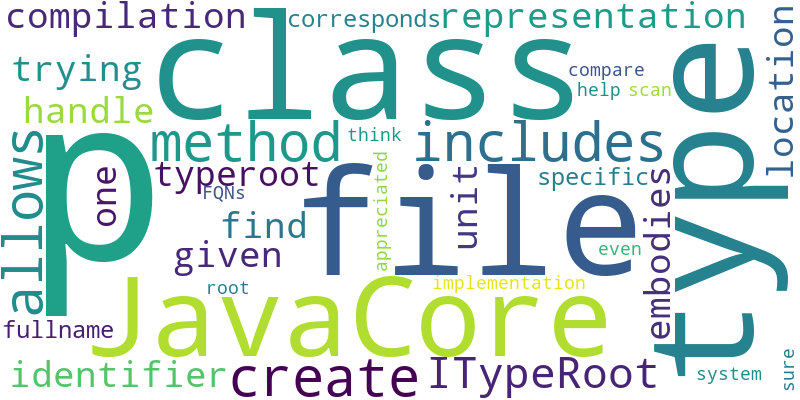 compilation
class
corresponds
representation
type
location
trying
compare
help
scan
handle
p
method
think
includes
allows
one
typeroot
FQNs
appreciated
file
unit
specific
embodies
find
given
even
root
JavaCore
implementation
fullname
identifier
create
ITypeRoot
system
sure